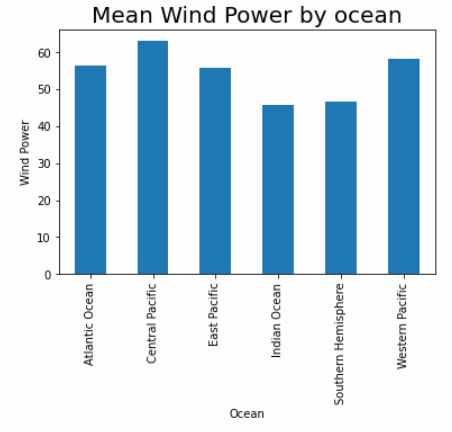 Mean Wind Power by ocean
Wind Power
60
50
40
30
20
10
0
Atlantic Ocean
Central Pacific
East Pacific
Indian Ocean
Southern Hemisphere
Western Pacific
Ocean